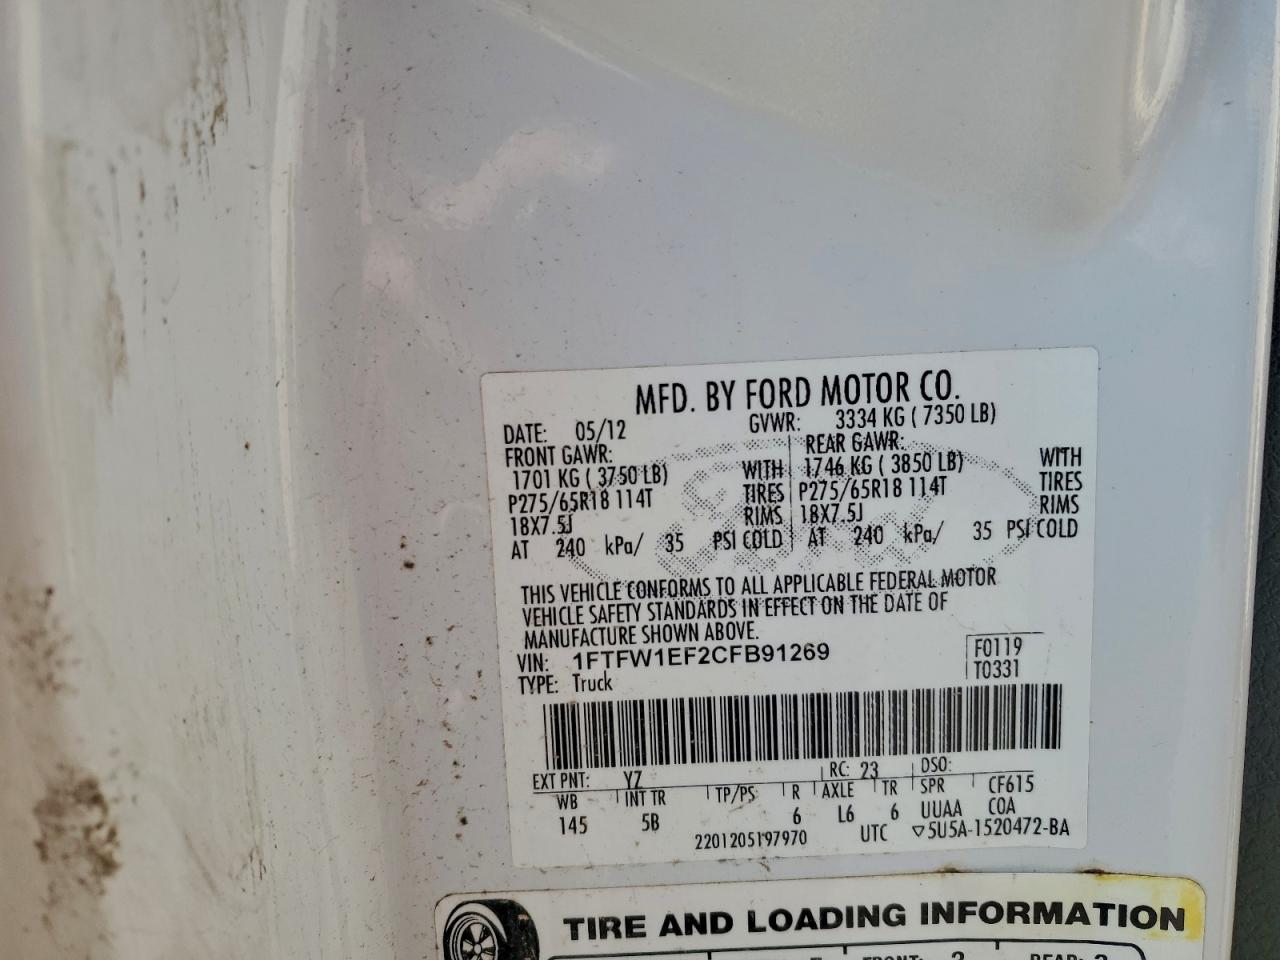 MFD. BY FORD MOTOR CO.
DATE: 05/12 GVWR: 3334 KG ( 7350 LB)
FRONT GAWR: REAR GAWR:
1701 KG ( 3750 LB) WITH 1746 KG ( 3850 LB) WITH
P275/65R18 114T TIRES P275/65R18 114T TIRES
18X7.5J RIMS 18X7.5J RIMS
AT 240 kPa/ 35 PSI COLD AT 240 kPa/ 35 PSI COLD
THIS VEHICLE CONFORMS TO ALL APPLICABLE FEDERAL MOTOR
VEHICLE SAFETY STANDARDS IN EFFECT ON THE DATE OF
MANUFACTURE SHOWN ABOVE.
VIN: 1FTFW1EF2CFB91269 F0119
TYPE: Truck T0331
EXT PNT: YZ RC: 23 DSO:
WB INT TR TP/PS R AXLE TR SPR CF615
145 5B 6 L6 6 UUAA COA
2201205197970 UTC ▽5U5A-1520472-BA
TIRE AND LOADING INFORMATION
FRONT: 2 REAR: 3